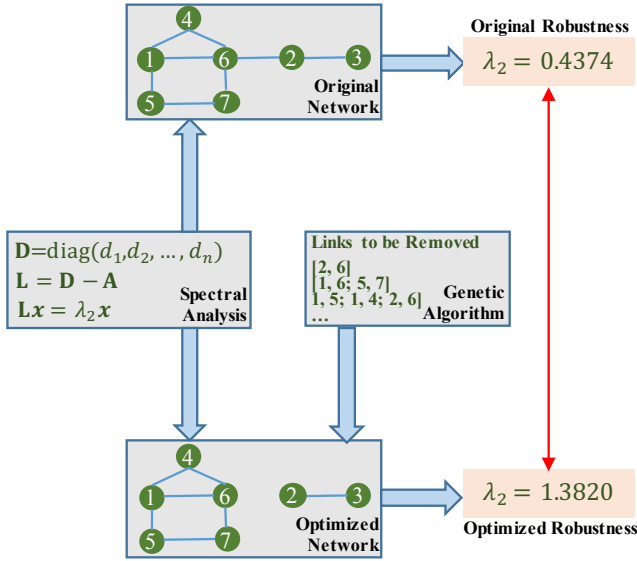 4
1
6
2
3
5
7
Original
Network
Original Robustness
λ₂ = 0.4374
D=diag(d₁,d₂, … , dₙ)
L = D − A
Lx = λ₂x
Spectral
Analysis
Links to be Removed
[2, 6]
[1, 6; 5, 7]
1, 5; 1, 4; 2, 6]
…
Genetic
Algorithm
4
1
6
2
3
5
7
Optimized
Network
λ₂ = 1.3820
Optimized Robustness